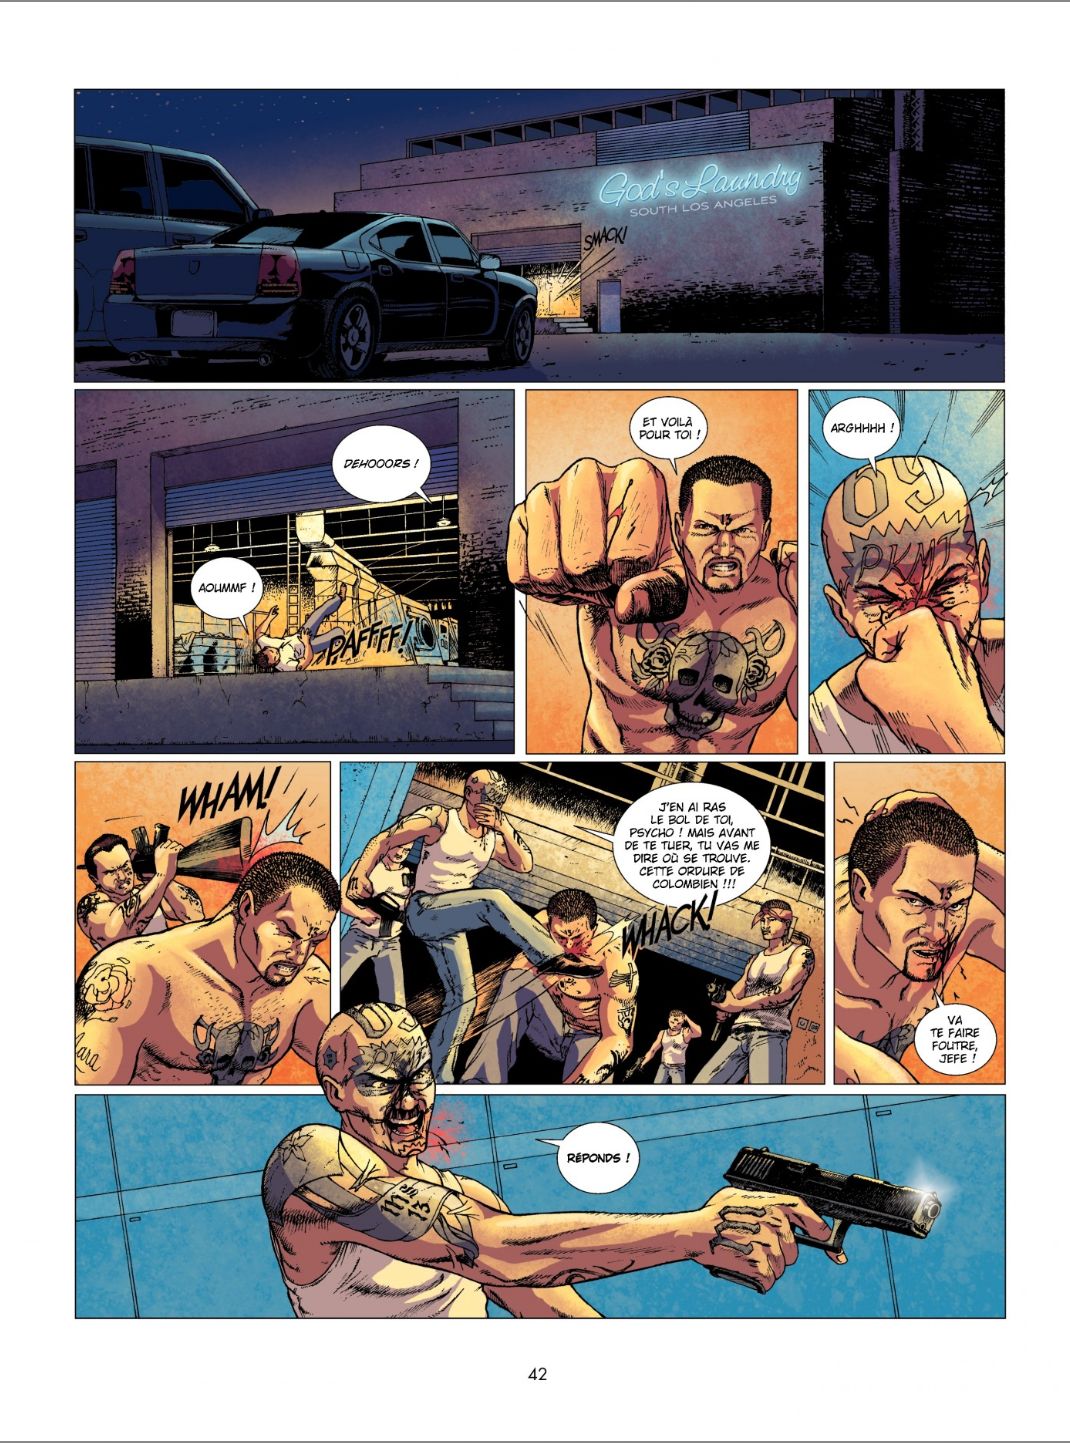 God's Laundry
SOUTH LOS ANGELES
SMACK!
DEHOOORS !
AOUMMF !
PAFFFF!
ET VOILÀ
POUR TOI !
13
ARGHHHH !
WHAM!
J'EN AI RAS
LE BOL DE TOI,
PSYCHO ! MAIS AVANT
DE TE TUER, TU VAS ME
DIRE OÙ SE TROUVE.
CETTE ORDURE DE
COLOMBIEN !!!
WHACK!
13
VA
TE FAIRE
FOUTRE,
JEFE !
RÉPONDS !
42